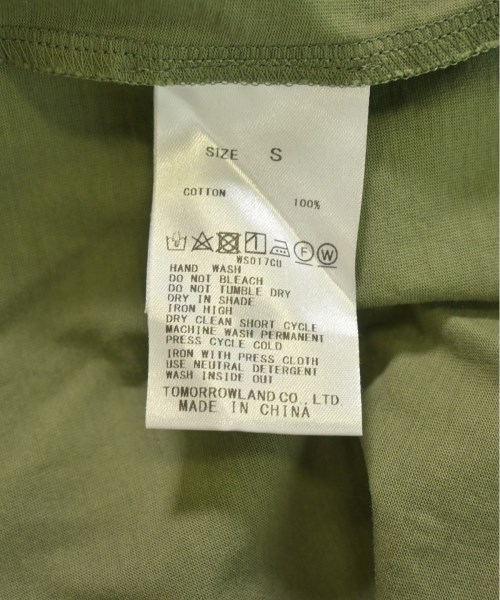 SIZE S
COTTON 100%
F W
WS017CU
HAND WASH
DO NOT BLEACH
DO NOT TUMBLE DRY
DRY IN SHADE
IRON HIGH
DRY CLEAN SHORT CYCLE
MACHINE WASH PERMANENT
PRESS CYCLE COLD
IRON WITH PRESS CLOTH
USE NEUTRAL DETERGENT
WASH INSIDE OUT
TOMORROWLAND CO., LTD.
MADE IN CHINA